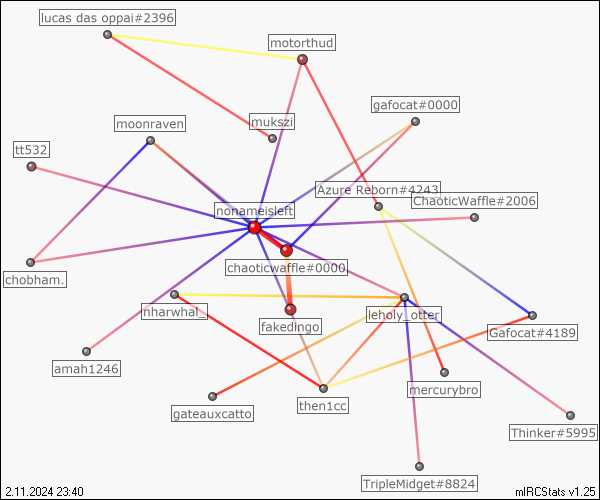 lucas das oppai#2396
motorthud
gafocat#0000
mukszi
moonraven
tt532
Azure Reborn#4243
ChaoticWaffle#2006
nonameisleft
chaoticwaffle#0000
chobham.
nharwhal_
leholy_otter
fakedingo
Gafocat#4189
amah1246
mercurybro
gateauxcatto
then1cc
Thinker#5995
TripleMidget#8824
2.11.2024 23:40
mIRCStats v1.25